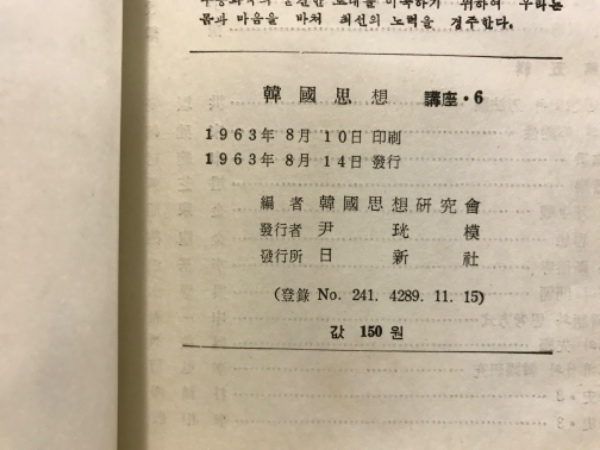 몸과 마음을 바쳐 최선의 노력을 경주한다.
韓國思想 講座·6
1963年 8月 10日 印刷
1963年 8月 14日 發行
編者 韓國思想研究會
發行者 尹珖模
發行所 日新社
(登錄 No. 241. 4289. 11. 15)
값 150원